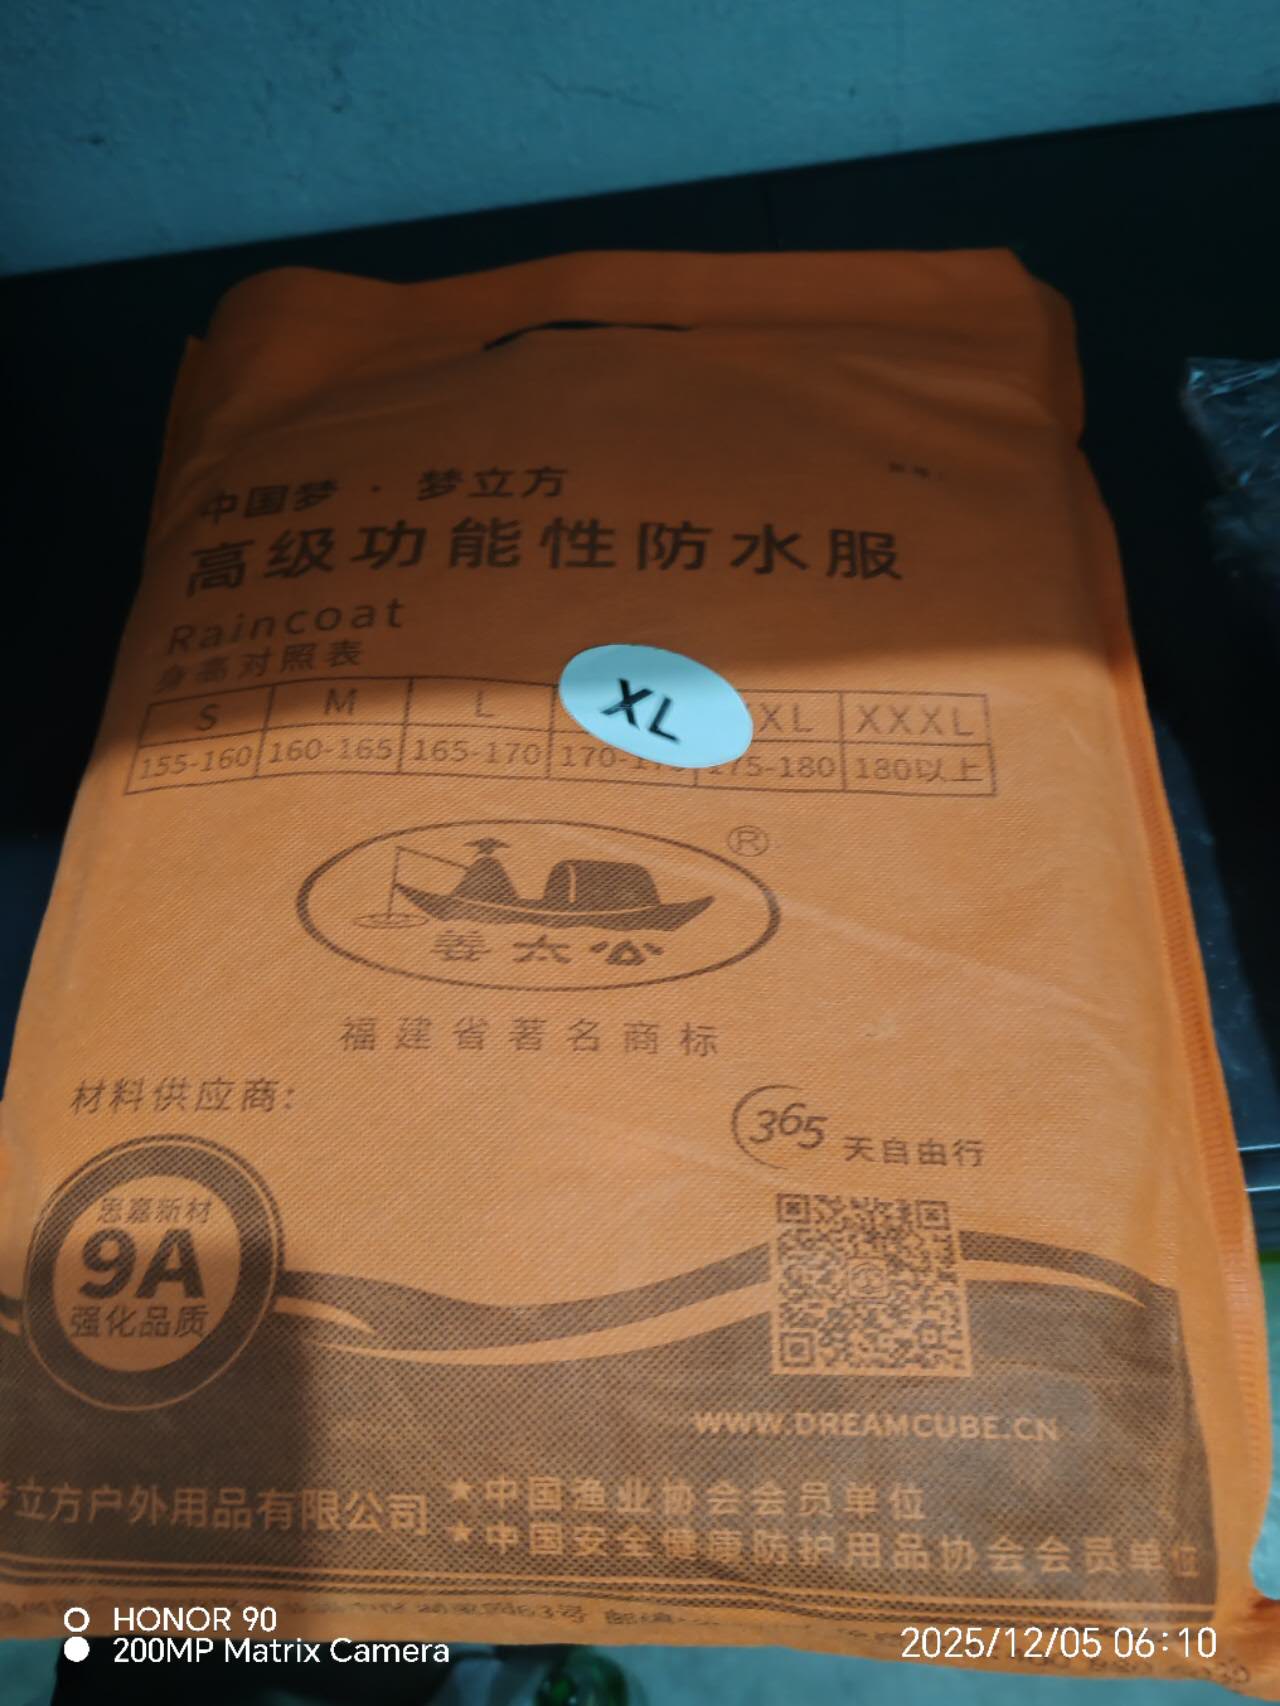 中国梦·梦立方
高级功能性防水服
Raincoat
身高对照表
S M L XL XXXL
XL
155-160 160-165 165-170 170- 175-180 180以上
®
姜太公
福建省著名商标
材料供应商:
365 天自由行
思嘉新材
9A
强化品质
WWW.DREAMCUBE.CN
立方户外用品有限公司
★中国渔业协会会员单位
★中国安全健康防护用品协会会员单位
HONOR 90
200MP Matrix Camera
2025/12/05 06:10